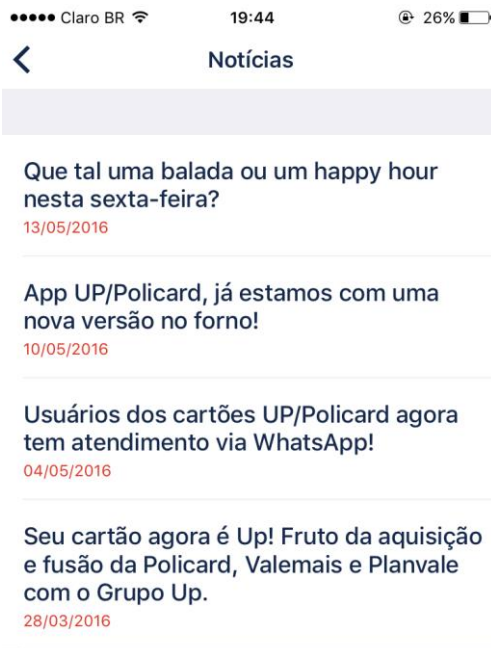 Claro BR 19:44 26%
Notícias
Que tal uma balada ou um happy hour
nesta sexta-feira?
13/05/2016
App UP/Policard, já estamos com uma
nova versão no forno!
10/05/2016
Usuários dos cartões UP/Policard agora
tem atendimento via WhatsApp!
04/05/2016
Seu cartão agora é Up! Fruto da aquisição
e fusão da Policard, Valemais e Planvale
com o Grupo Up.
28/03/2016